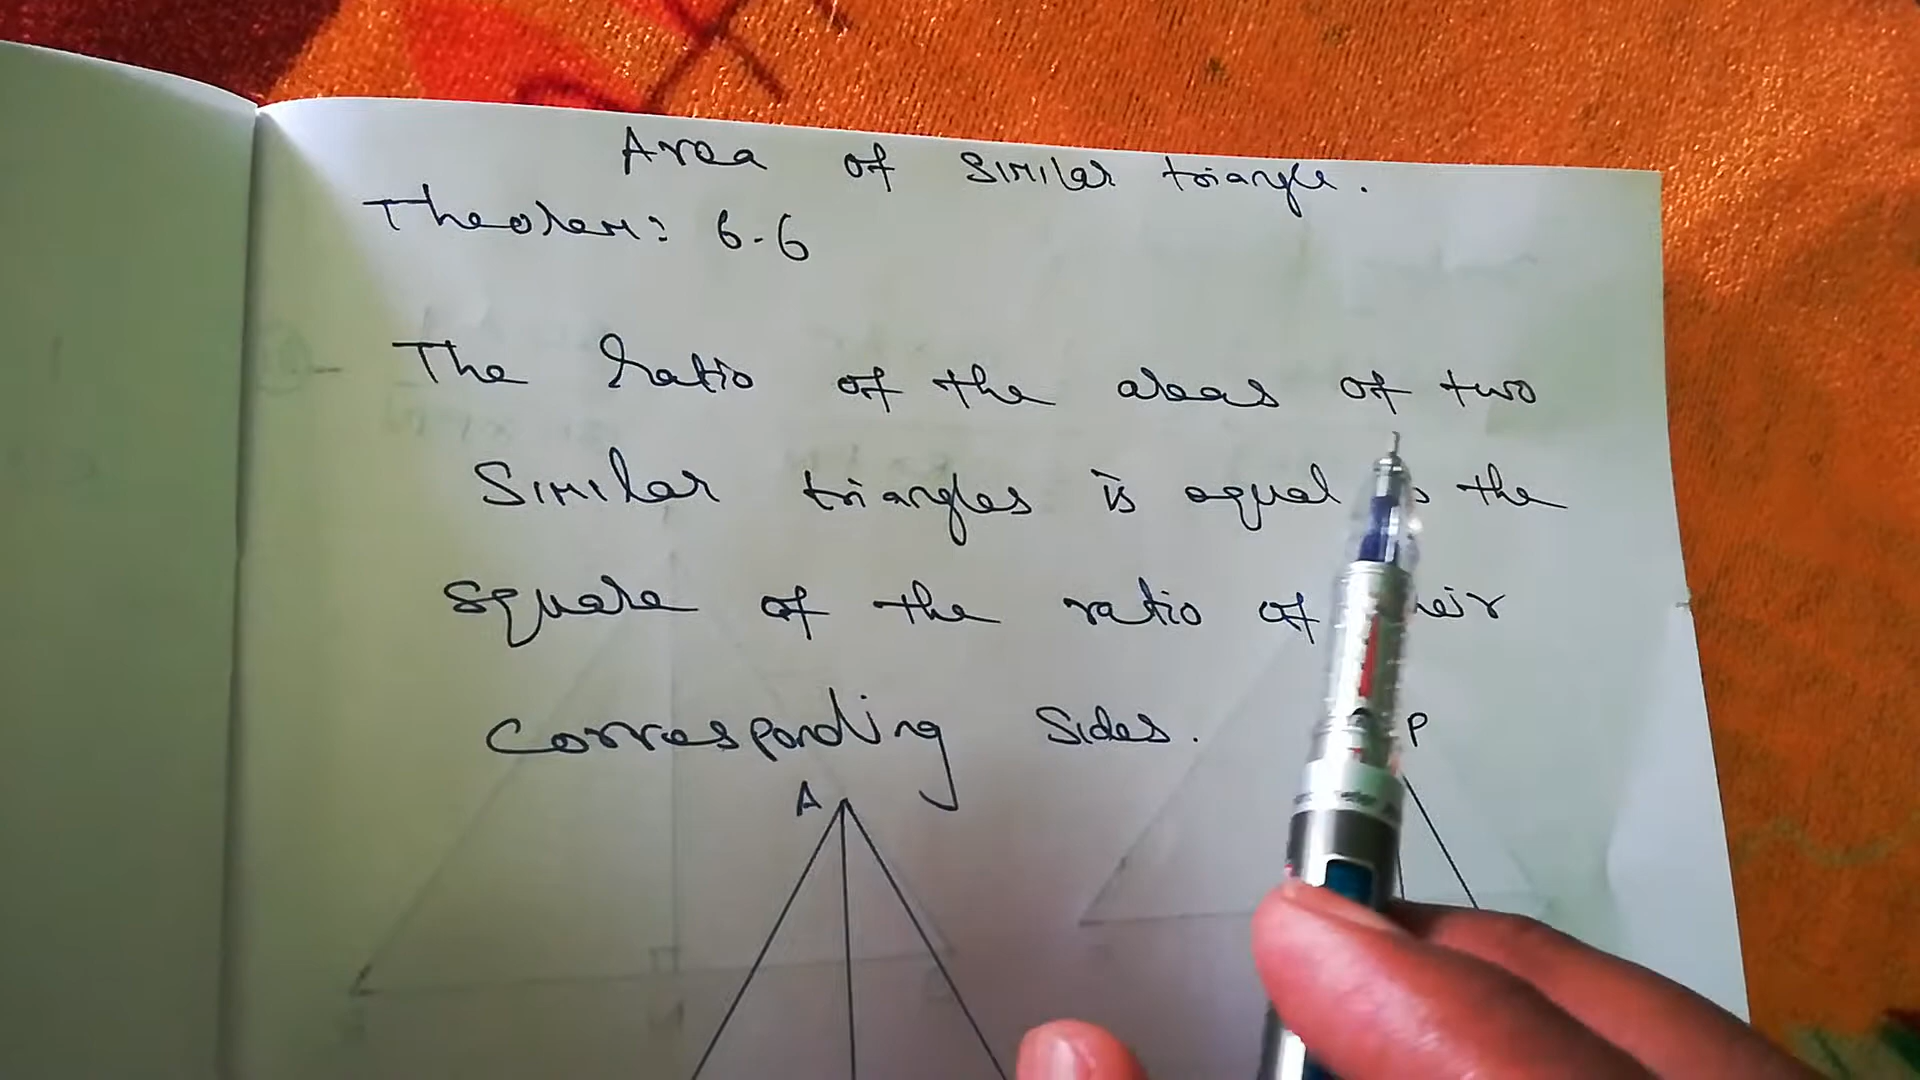 Area of Similar triangle.
Theorem: 6.6
The ratio of the areas of two
Similar triangles is equal the
square of the ratio of
corresponding Sides.
P
A